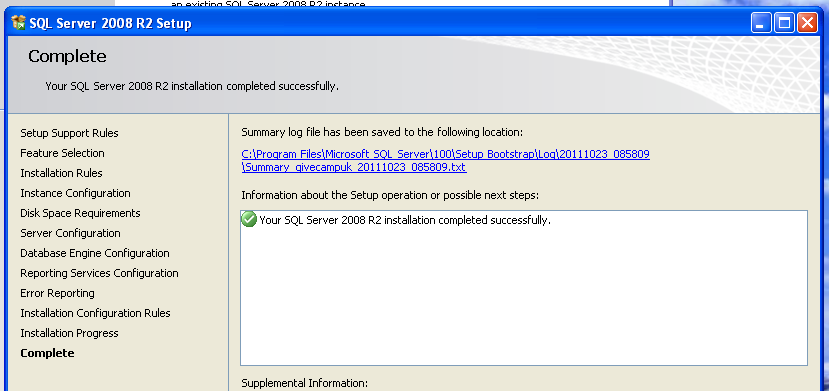 an existing SQL Server 2008 R2 instance
SQL Server 2008 R2 Setup
Complete
Your SQL Server 2008 R2 installation completed successfully.
Setup Support Rules
Feature Selection
Installation Rules
Instance Configuration
Disk Space Requirements
Server Configuration
Database Engine Configuration
Reporting Services Configuration
Error Reporting
Installation Configuration Rules
Installation Progress
Complete
Summary log file has been saved to the following location:
C:\Program Files\Microsoft SQL Server\100\Setup Bootstrap\Log\20111023_085809
\Summary_givecampuk_20111023_085809.txt
Information about the Setup operation or possible next steps:
Your SQL Server 2008 R2 installation completed successfully.
Supplemental Information: